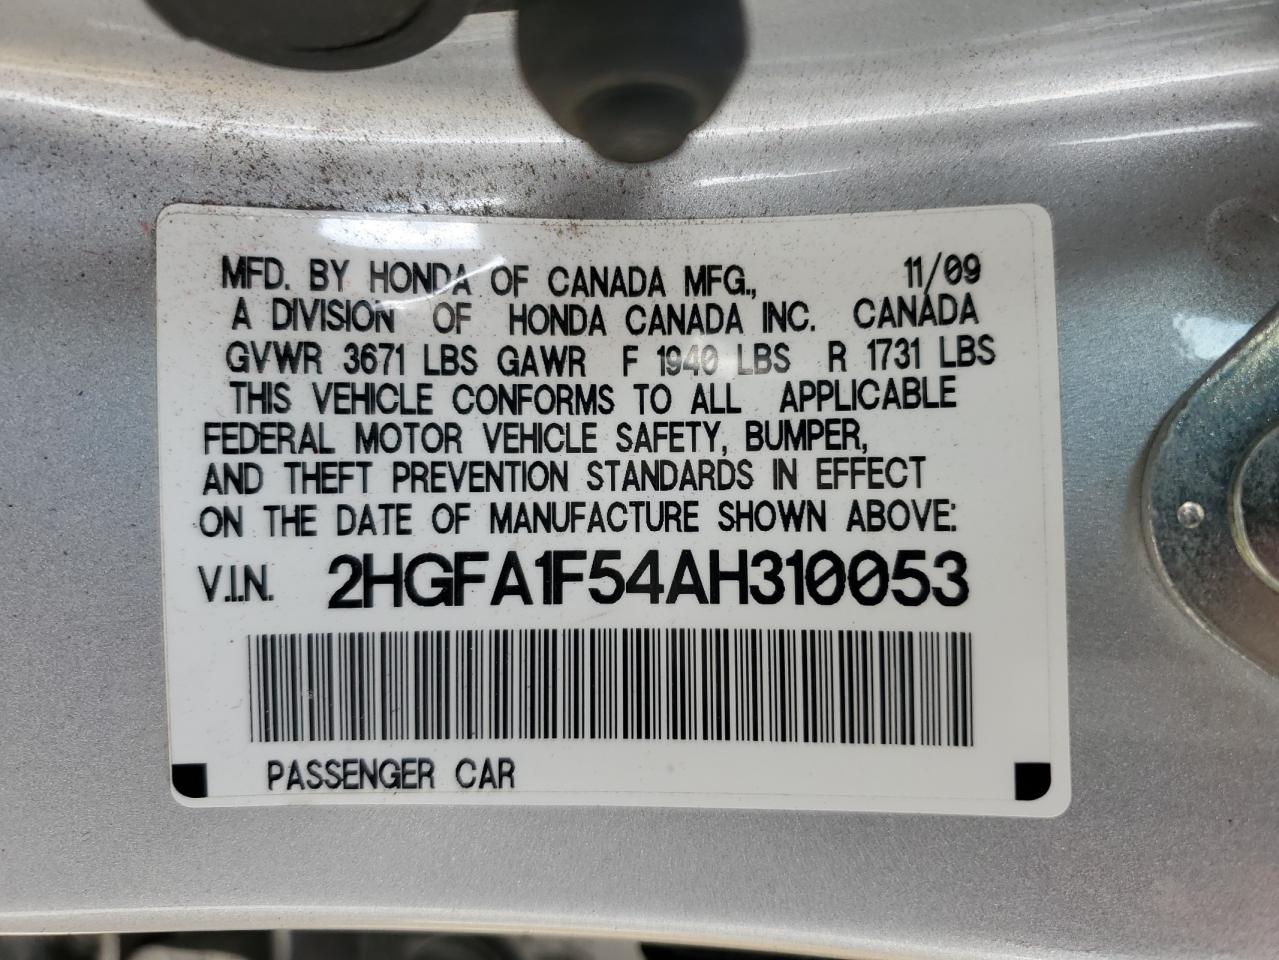 MFD. BY HONDA OF CANADA MFG., 11/09
A DIVISION OF HONDA CANADA INC. CANADA
GVWR 3671 LBS GAWR F 1940 LBS R 1731 LBS
THIS VEHICLE CONFORMS TO ALL APPLICABLE
FEDERAL MOTOR VEHICLE SAFETY, BUMPER,
AND THEFT PREVENTION STANDARDS IN EFFECT
ON THE DATE OF MANUFACTURE SHOWN ABOVE:
V.I.N. 2HGFA1F54AH310053
PASSENGER CAR